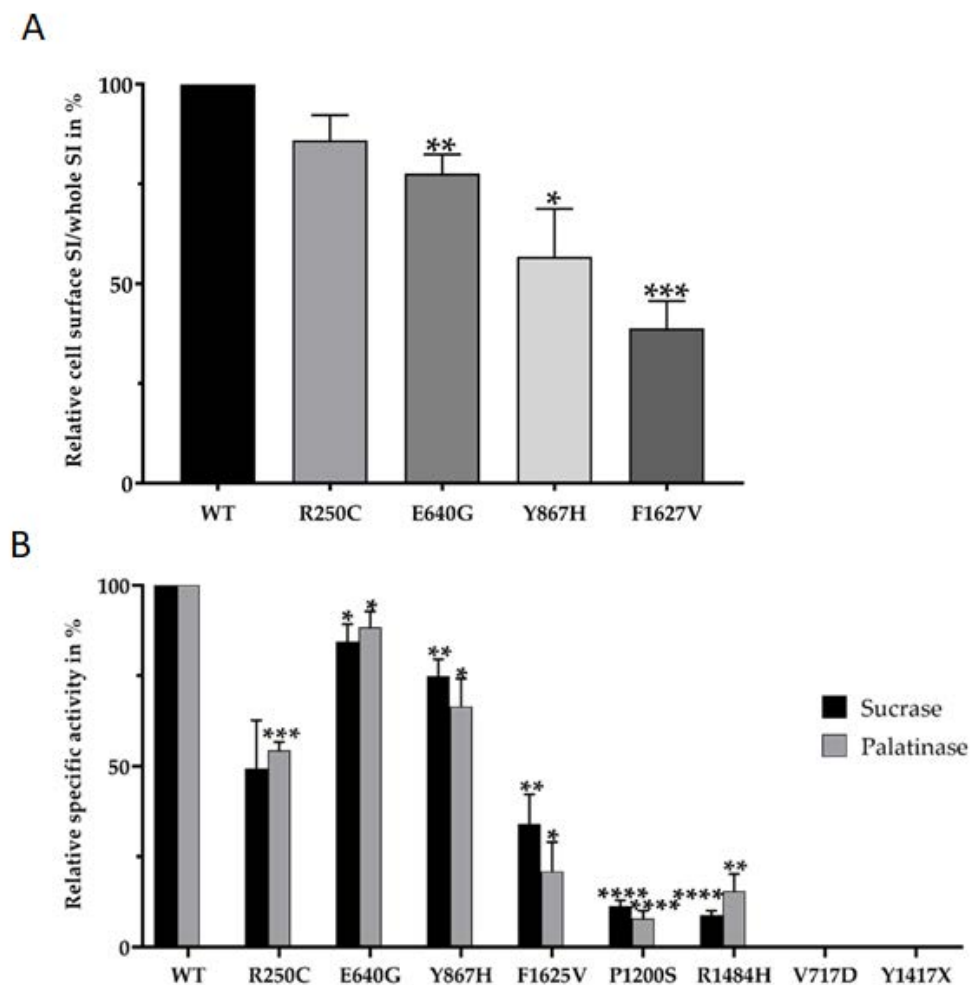 A
Relative cell surface SI/whole SI in %
100
50
0
**
*
***
WT R250C E640G Y867H F1627V
B
Relative specific activity in %
100
50
0
***
* *
** *
** *
**** ****
**** **
Sucrase
Palatinase
WT R250C E640G Y867H F1625V P1200S R1484H V717D Y1417X